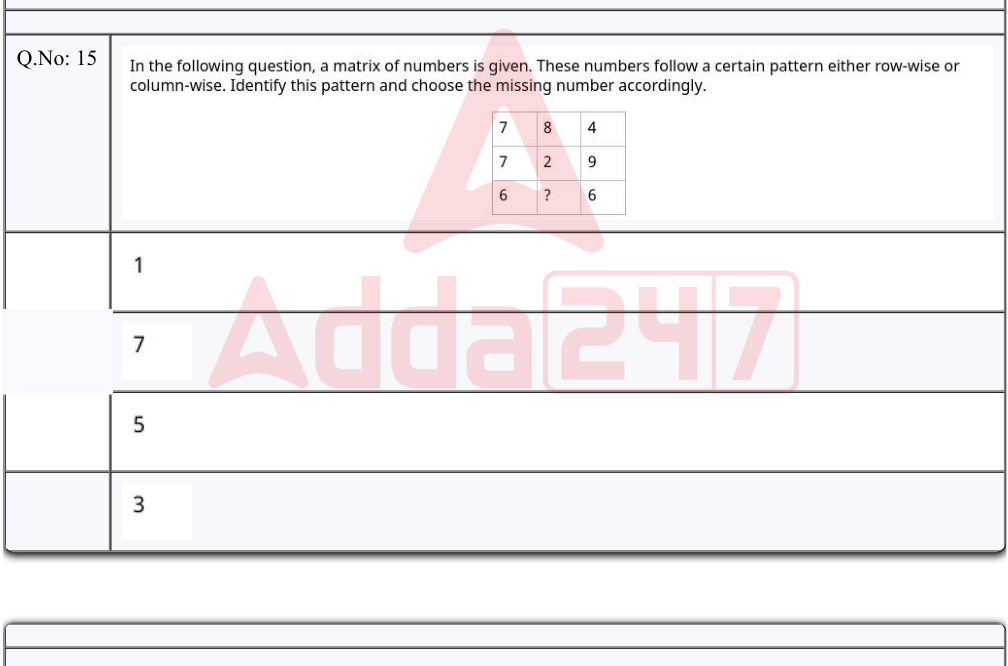 Q.No: 15
In the following question, a matrix of numbers is given. These numbers follow a certain pattern either row-wise or
column-wise. Identify this pattern and choose the missing number accordingly.
7 8 4
7 2 9
6 ? 6
1
Adda247
7
5
3